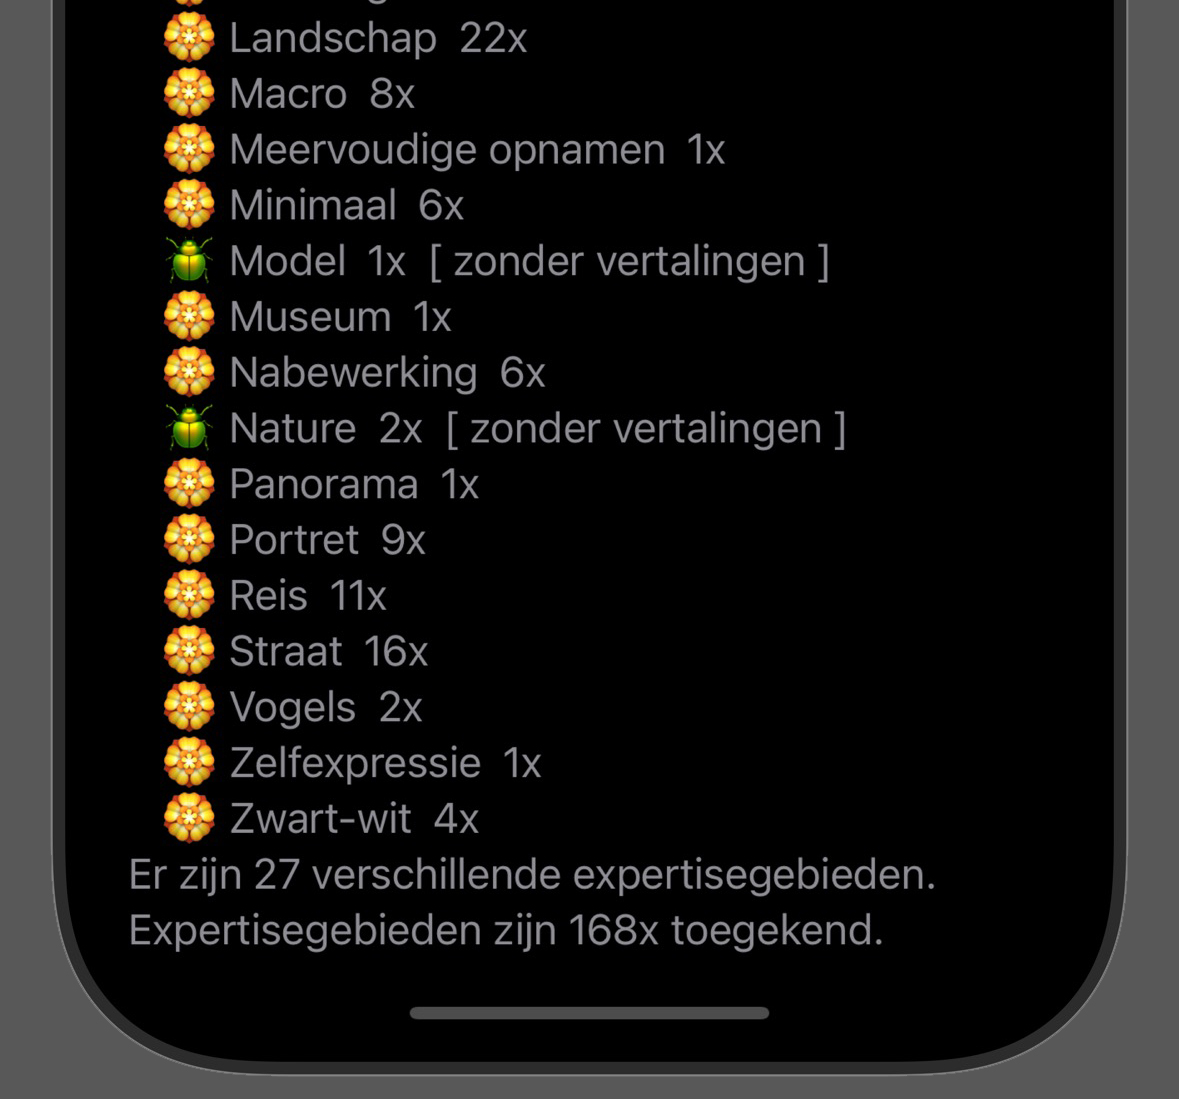 Landschap 22x
Macro 8x
Meervoudige opnamen 1x
Minimaal 6x
Model 1x [ zonder vertalingen ]
Museum 1x
Nabewerking 6x
Nature 2x [ zonder vertalingen ]
Panorama 1x
Portret 9x
Reis 11x
Straat 16x
Vogels 2x
Zelfexpressie 1x
Zwart-wit 4x
Er zijn 27 verschillende expertisegebieden.
Expertisegebieden zijn 168x toegekend.